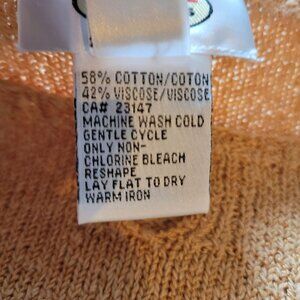 58% COTTON/COTON
42% VISCOSE/VISCOSE
CA# 23147
MACHINE WASH COLD
GENTLE CYCLE
ONLY NON-
CHLORINE BLEACH
RESHAPE
LAY FLAT TO DRY
WARM IRON